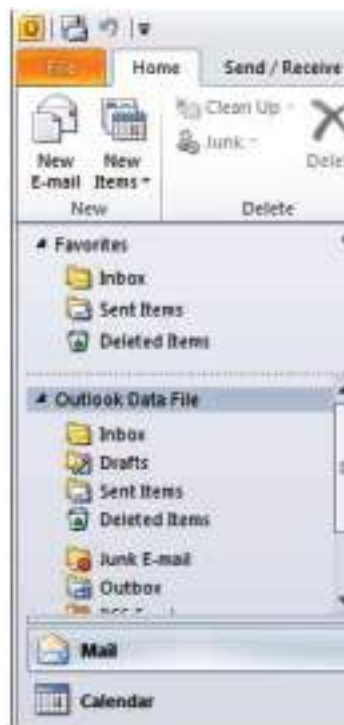 File Home Send / Receive
Clean Up
Junk
New E-mail
New Items
New
Delete
Favorites
Inbox
Sent Items
Deleted Items
Outlook Data File
Inbox
Drafts
Sent Items
Deleted Items
Junk E-mail
Outbox
Mail
Calendar